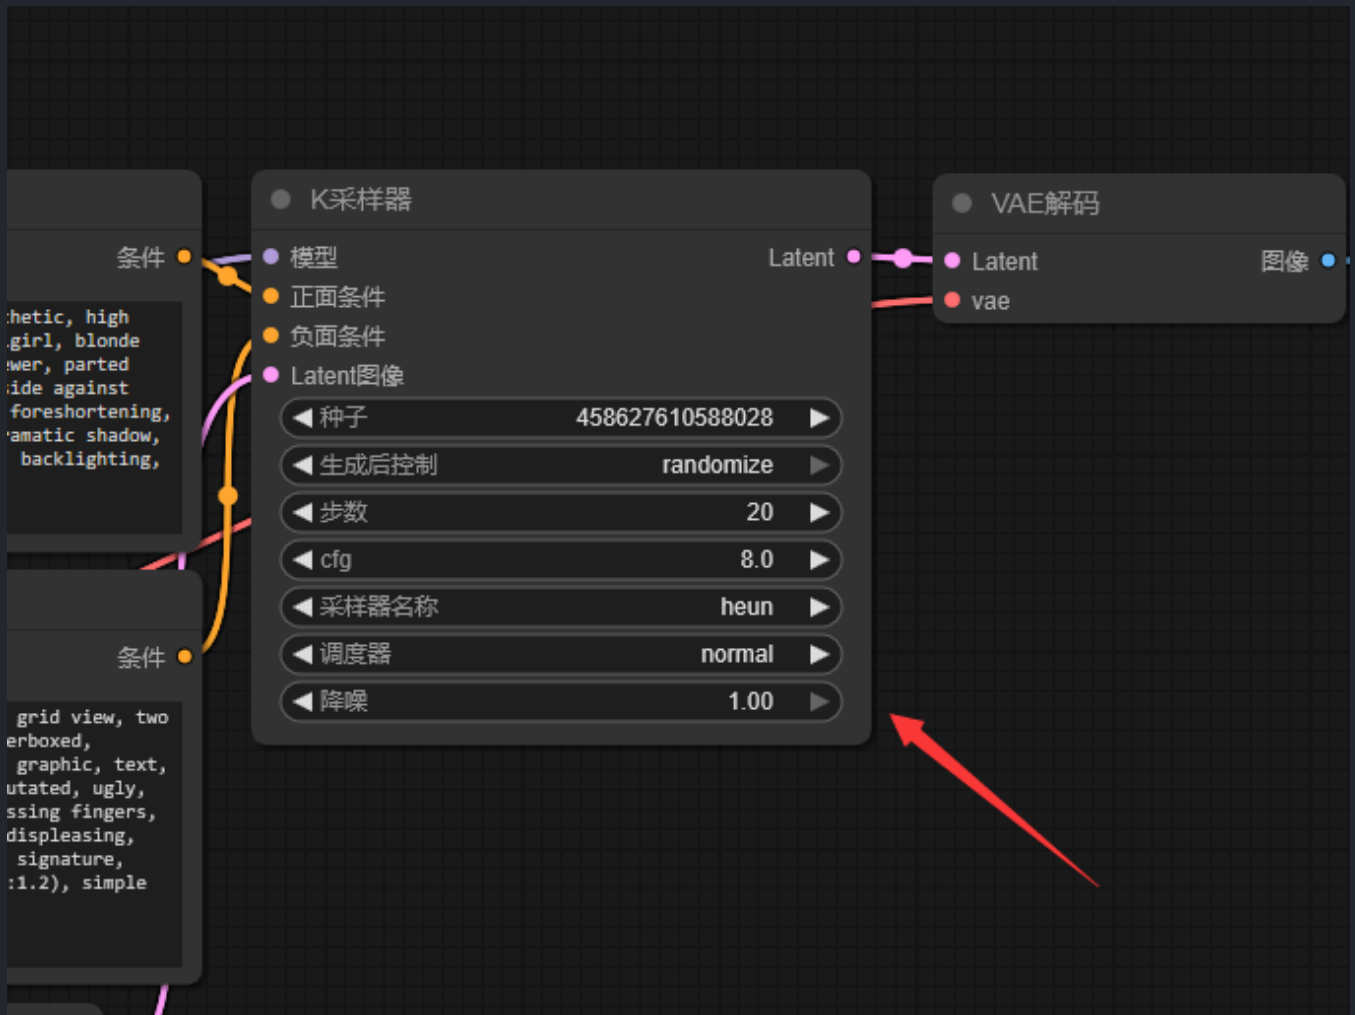 条件
thetic, high
girl, blonde
ewer, parted
side against
foreshortening,
ramatic shadow,
backlighting,
条件
grid view, two
erboxed,
graphic, text,
utated, ugly,
ssing fingers,
displeasing,
signature,
:1.2), simple
K采样器
模型
Latent
正面条件
负面条件
Latent图像
种子 458627610588028
生成后控制 randomize
步数 20
cfg 8.0
采样器名称 heun
调度器 normal
降噪 1.00
VAE解码
Latent 图像
vae